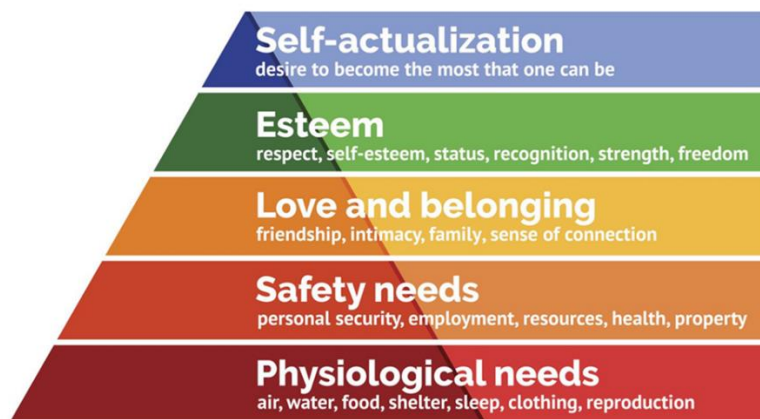 Self-actualization
desire to become the most that one can be
Esteem
respect, self-esteem, status, recognition, strength, freedom
Love and belonging
friendship, intimacy, family, sense of connection
Safety needs
personal security, employment, resources, health, property
Physiological needs
air, water, food, shelter, sleep, clothing, reproduction